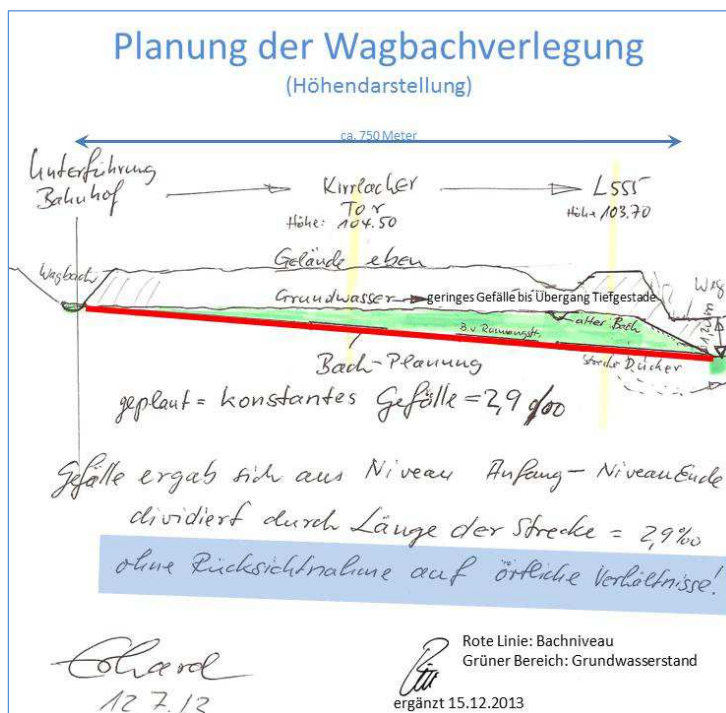 Planung der Wagbachverlegung
(Höhendarstellung)
ca. 750 Meter
Unterführung
Bahnhof
Kirrlacher
Tor
Höhe: 104.50
L555
Höhe 103.70
Gelände eben
Wagbach
Wag
Grundwasser geringes Gefälle bis Übergang Tiefgestade
alter Bach
Bach-Planung
Dücker
geplant = konstantes Gefälle = 2,9 ‰
Gefälle ergab sich aus Niveau Anfang - Niveau Ende
dividiert durch Länge der Strecke = 2,9‰
ohne Rücksichtnahme auf örtliche Verhältnisse!
Rote Linie: Bachniveau
Grüner Bereich: Grundwasserstand
Erhard
12 7.13
ergänzt 15.12.2013